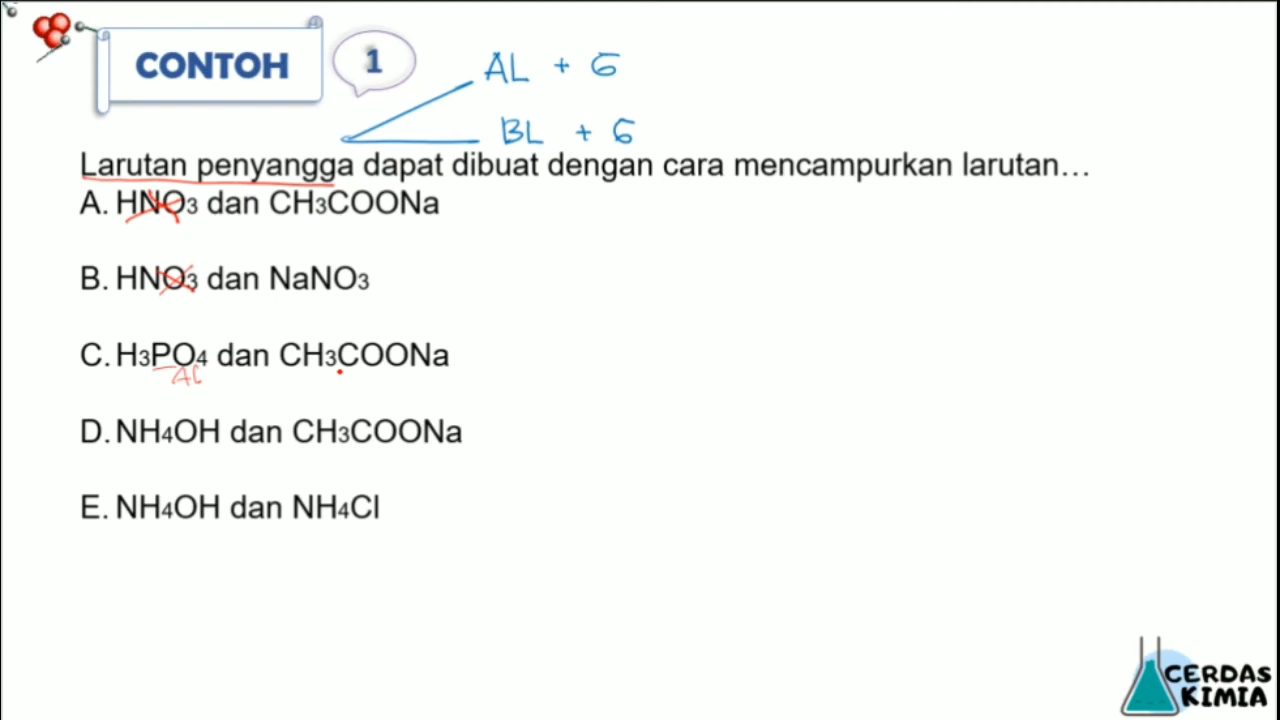 CONTOH 1
AL + G
BL + G
Larutan penyangga dapat dibuat dengan cara mencampurkan larutan...
A. HNO3 dan CH3COONa
B. HNO3 dan NaNO3
C. H3PO4 dan CH3COONa
AL
D. NH4OH dan CH3COONa
E. NH4OH dan NH4Cl
CERDAS
KIMIA